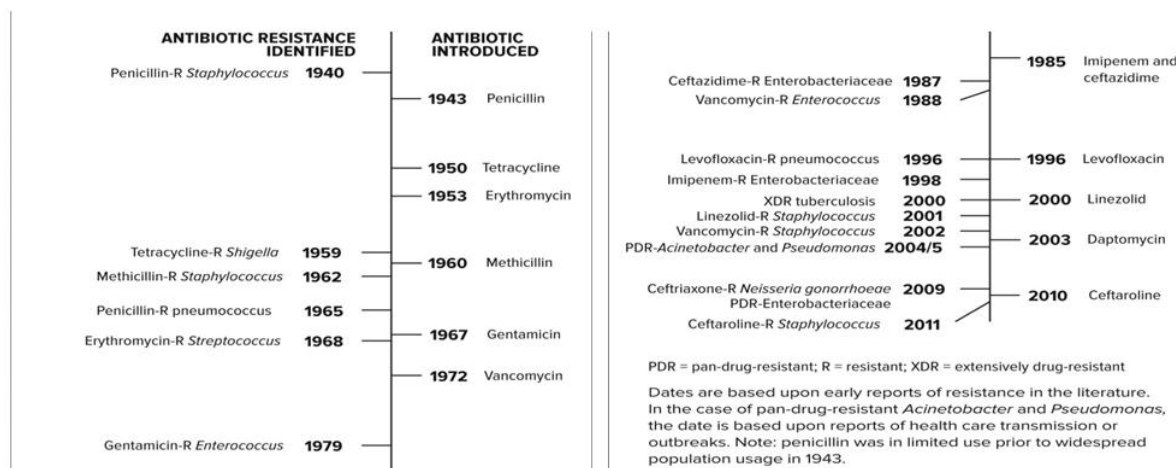 ANTIBIOTIC RESISTANCE
IDENTIFIED
ANTIBIOTIC
INTRODUCED
Penicillin-R Staphylococcus 1940
1943 Penicillin
1950 Tetracycline
1953 Erythromycin
Tetracycline-R Shigella 1959
1960 Methicillin
Methicillin-R Staphylococcus 1962
Penicillin-R pneumococcus 1965
1967 Gentamicin
Erythromycin-R Streptococcus 1968
1972 Vancomycin
Gentamicin-R Enterococcus 1979
1985 Imipenem and
ceftazidime
Ceftazidime-R Enterobacteriaceae 1987
Vancomycin-R Enterococcus 1988
Levofloxacin-R pneumococcus 1996
1996 Levofloxacin
Imipenem-R Enterobacteriaceae 1998
XDR tuberculosis 2000
2000 Linezolid
Linezolid-R Staphylococcus 2001
Vancomycin-R Staphylococcus 2002
2003 Daptomycin
PDR-Acinetobacter and Pseudomonas 2004/5
Ceftriaxone-R Neisseria gonorrhoeae 2009
PDR-Enterobacteriaceae
2010 Ceftaroline
Ceftaroline-R Staphylococcus 2011
PDR = pan-drug-resistant; R = resistant; XDR = extensively drug-resistant
Dates are based upon early reports of resistance in the literature.
In the case of pan-drug-resistant Acinetobacter and Pseudomonas,
the date is based upon reports of health care transmission or
outbreaks. Note: penicillin was in limited use prior to widespread
population usage in 1943.